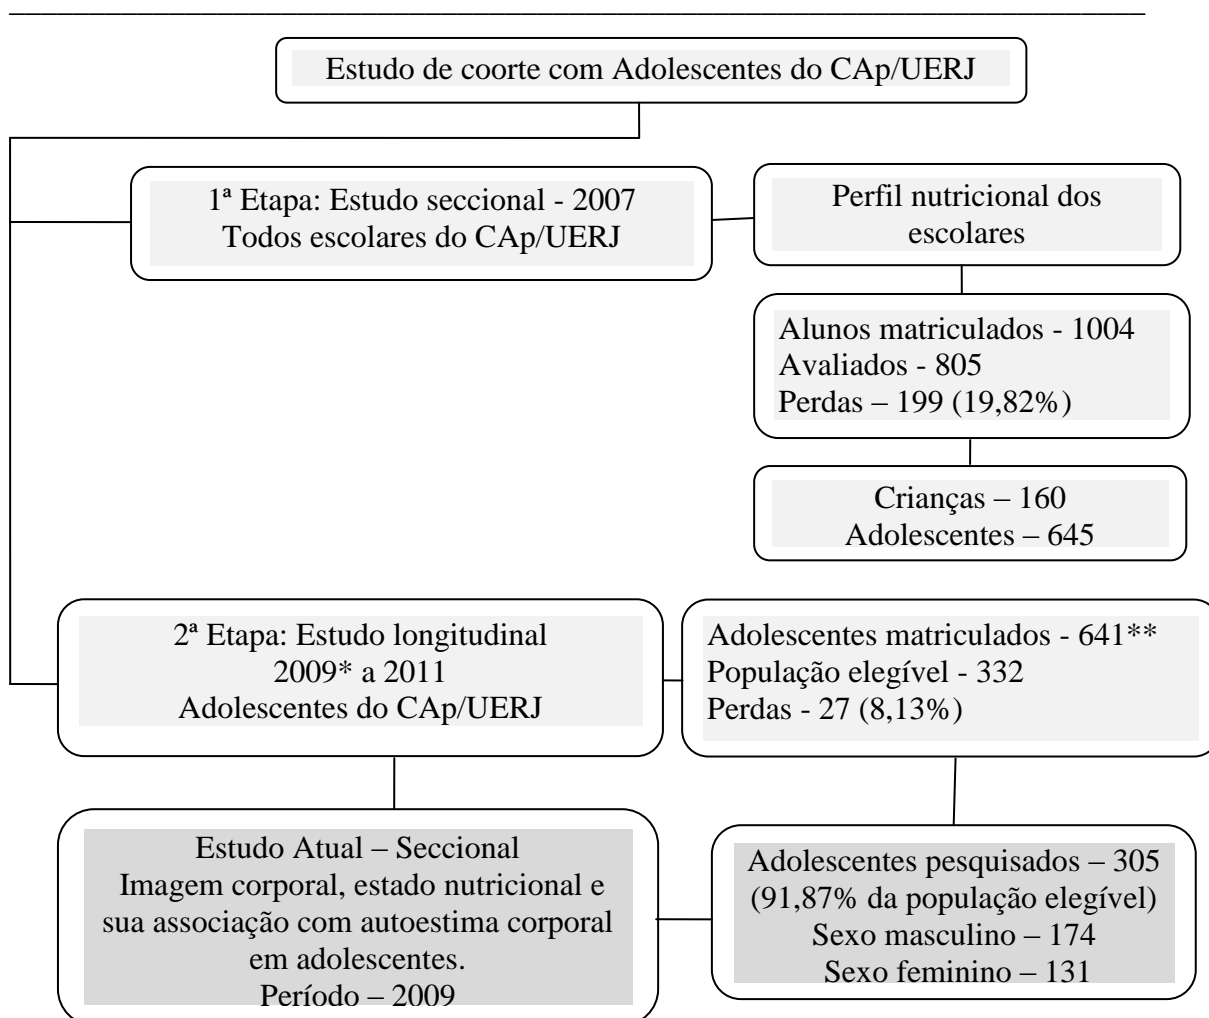 Estudo de coorte com Adolescentes do CAp/UERJ
1ª Etapa: Estudo seccional - 2007
Todos escolares do CAp/UERJ
Perfil nutricional dos
escolares
Alunos matriculados - 1004
Avaliados - 805
Perdas – 199 (19,82%)
Crianças – 160
Adolescentes – 645
2ª Etapa: Estudo longitudinal
2009* a 2011
Adolescentes do CAp/UERJ
Adolescentes matriculados - 641**
População elegível - 332
Perdas - 27 (8,13%)
Estudo Atual – Seccional
Imagem corporal, estado nutricional e
sua associação com autoestima corporal
em adolescentes.
Período – 2009
Adolescentes pesquisados – 305
(91,87% da população elegível)
Sexo masculino – 174
Sexo feminino – 131